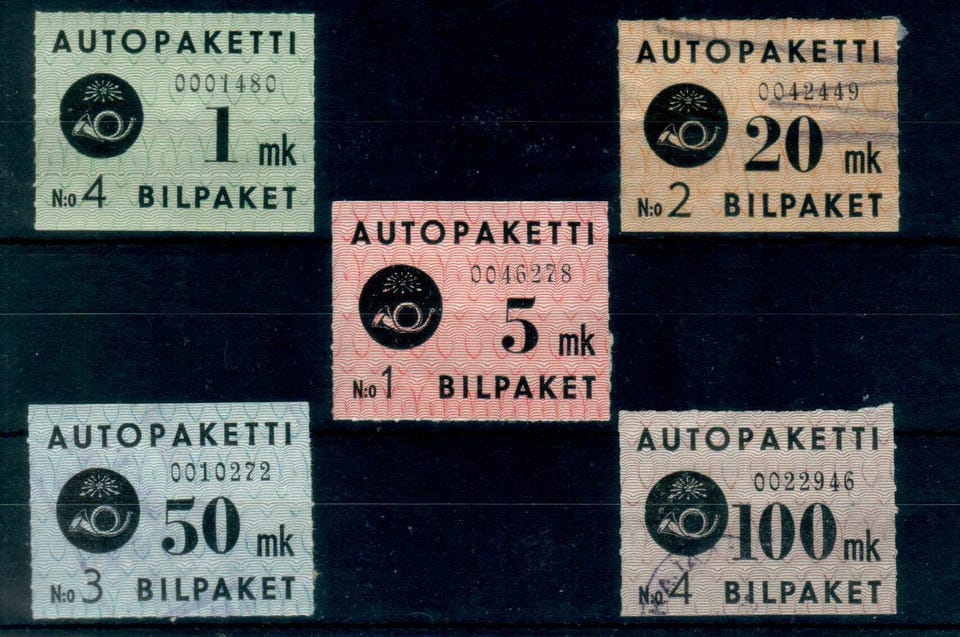 AUTOPAKETTI
0001480
1 mk
N:o 4 BILPAKET
AUTOPAKETTI
0042449
20 mk
N:o 2 BILPAKET
AUTOPAKETTI
0046278
5 mk
N:o 1 BILPAKET
AUTOPAKETTI
0010272
50 mk
N:o 3 BILPAKET
AUTOPAKETTI
0022946
100 mk
N:o 4 BILPAKET